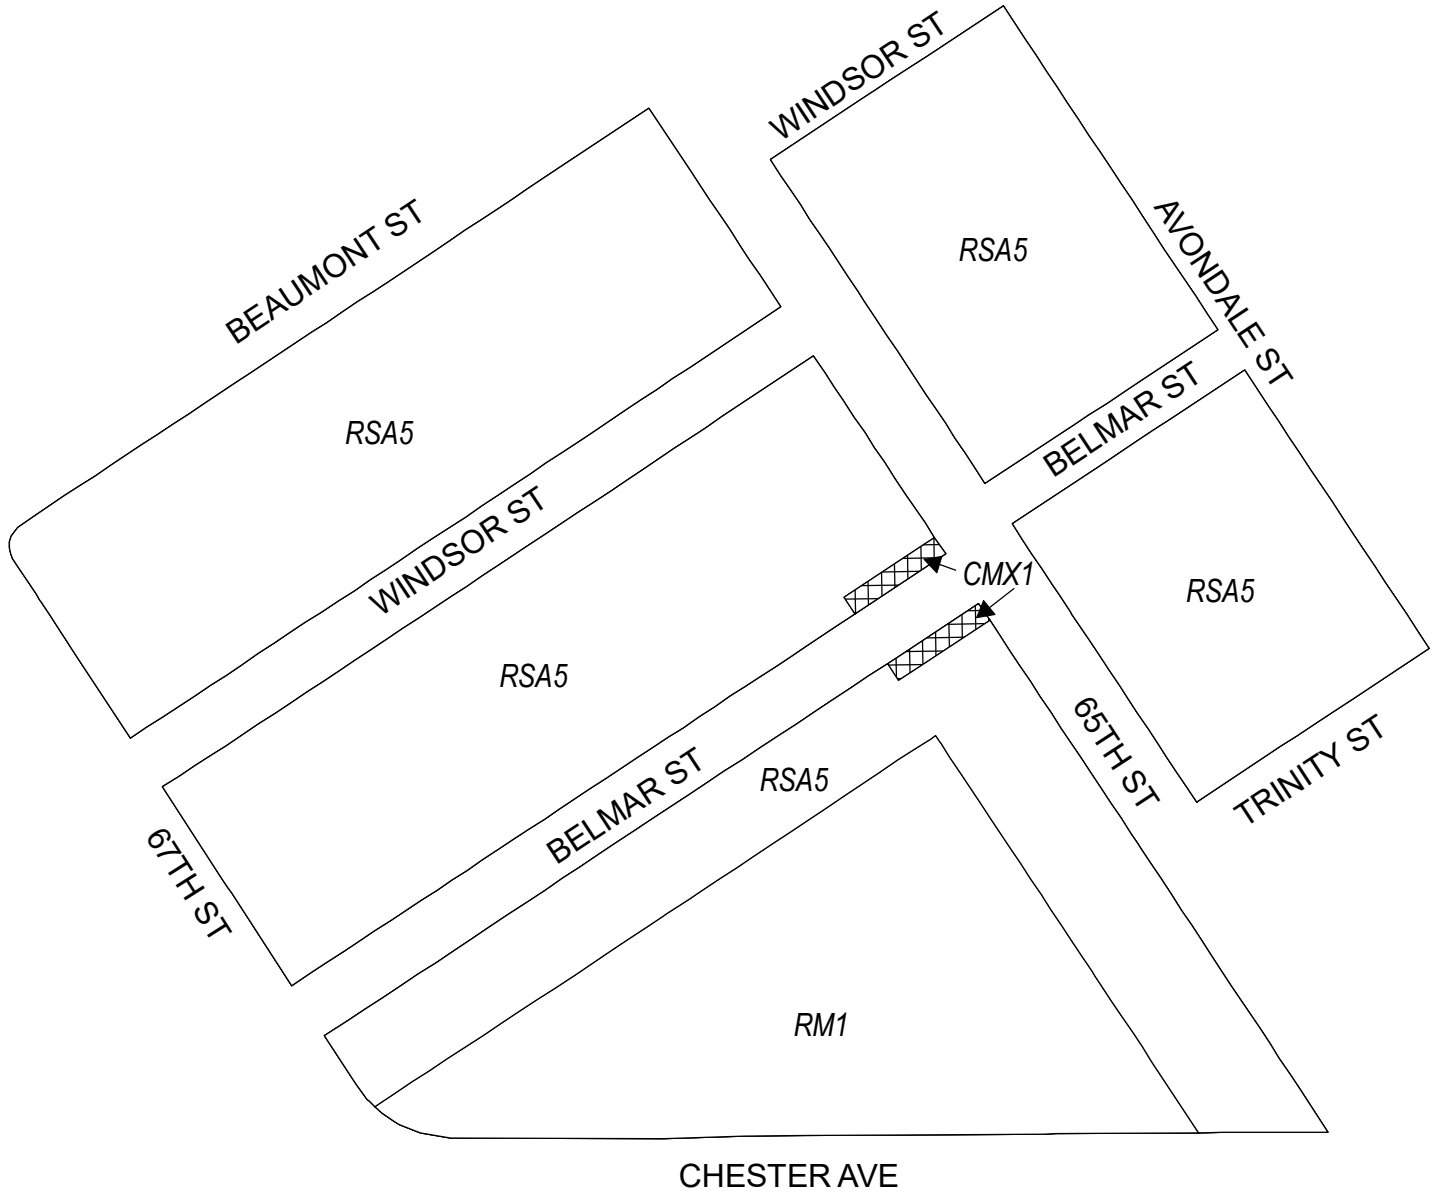 WINDSOR ST
BEAUMONT ST
RSA5
AVONDALE ST
RSA5
BELMAR ST
WINDSOR ST
CMX1
RSA5
RSA5
65TH ST
BELMAR ST
RSA5
TRINITY ST
67TH ST
RM1
CHESTER AVE